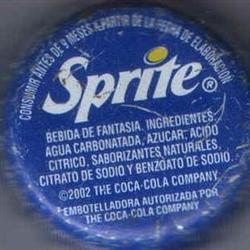 CONSUMIR ANTES DE 9 MESES A PARTIR DE LA FECHA DE ELABORACION
Sprite®
BEBIDA DE FANTASIA. INGREDIENTES
AGUA CARBONATADA, AZUCAR, ACIDO
CITRICO, SABORIZANTES NATURALES,
CITRATO DE SODIO Y BENZOATO DE SODIO.
©2002 THE COCA-COLA COMPANY
EMBOTELLADORA AUTORIZADA POR
THE COCA-COLA COMPANY